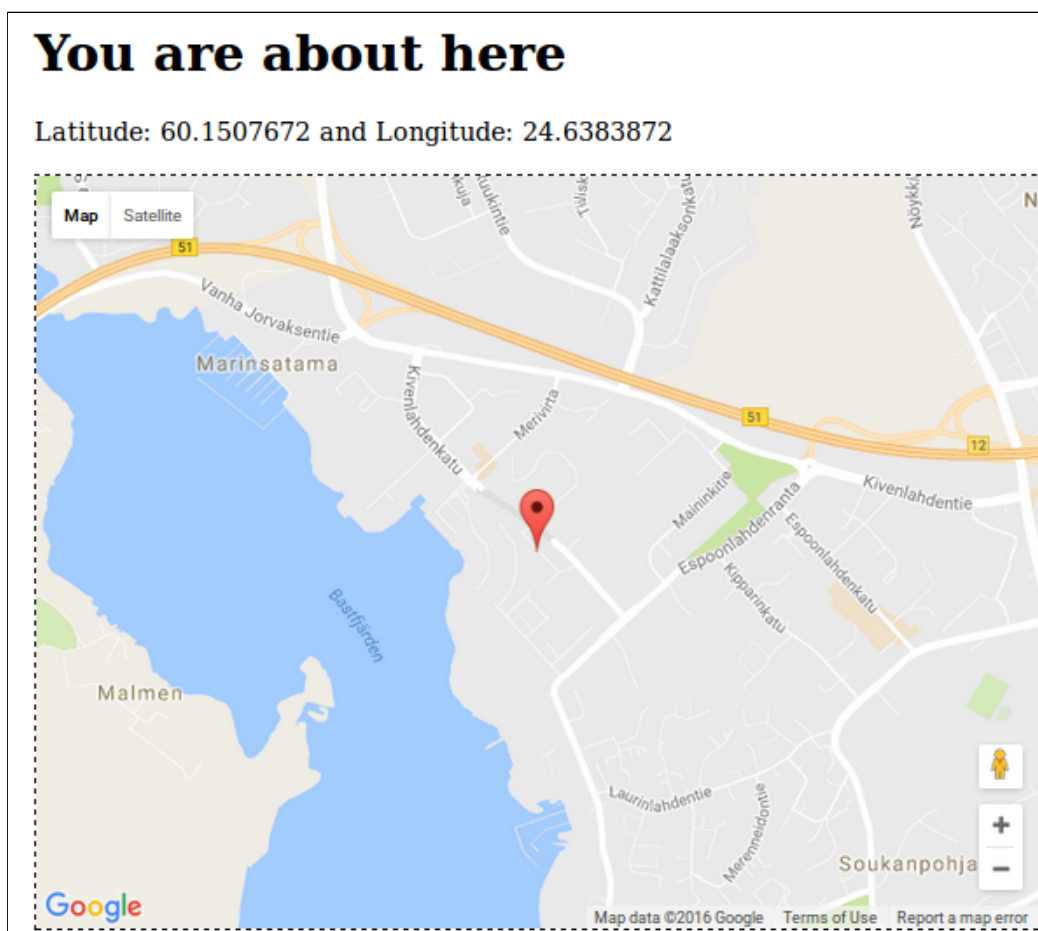 You are about here
Latitude: 60.1507672 and Longitude: 24.6383872
Map
Satellite
51
Ruukintie
Kattilalaaksonkatu
Vanha Jorvaksentie
Marinsatama
Kivenlahdenkatu
Merivirta
51
12
Maininkitie
Kivenlahdentie
Espoonlahdenranta
Espoonlahdenkatu
Kipparinkatu
Bastfjärden
Malmen
Laurinlahdentie
Merenneidontie
Soukanpohja
+
−
Google
Map data ©2016 Google
Terms of Use
Report a map error